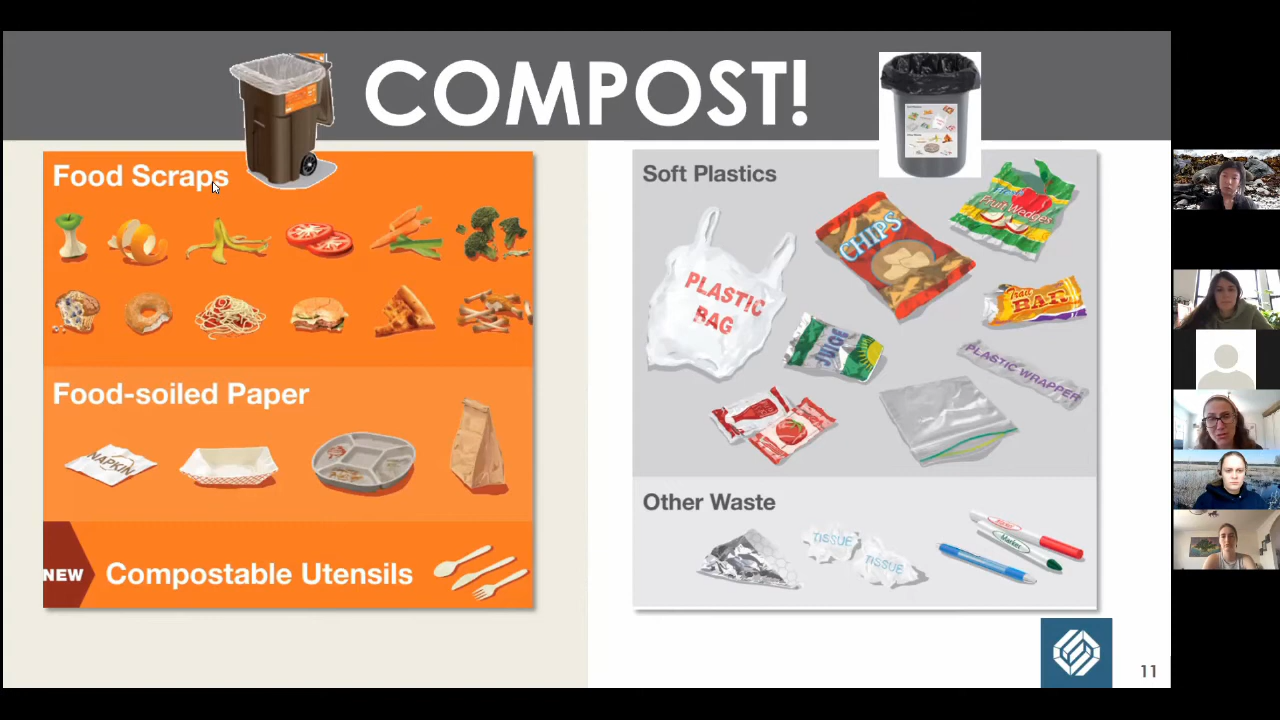 COMPOST!
Food Scraps
Food-soiled Paper
NAPKIN
NEW
Compostable Utensils
Soft Plastics
PLASTIC
BAG
CHIPS
Fruit Wedges
JUICE
BAR
PLASTIC WRAPPER
Other Waste
TISSUE
TISSUE
Marker
11